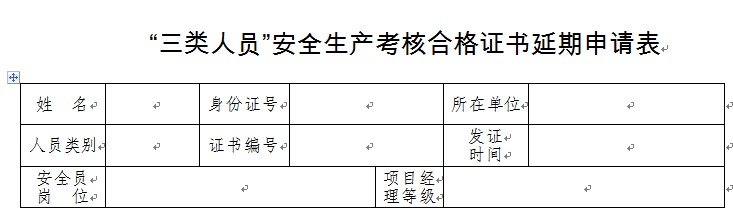 “三类人员”安全生产考核合格证书延期申请表
姓 名 身份证号 所在单位
人员类别 证书编号 发证
时间
安全员 项目经
岗 位 理等级